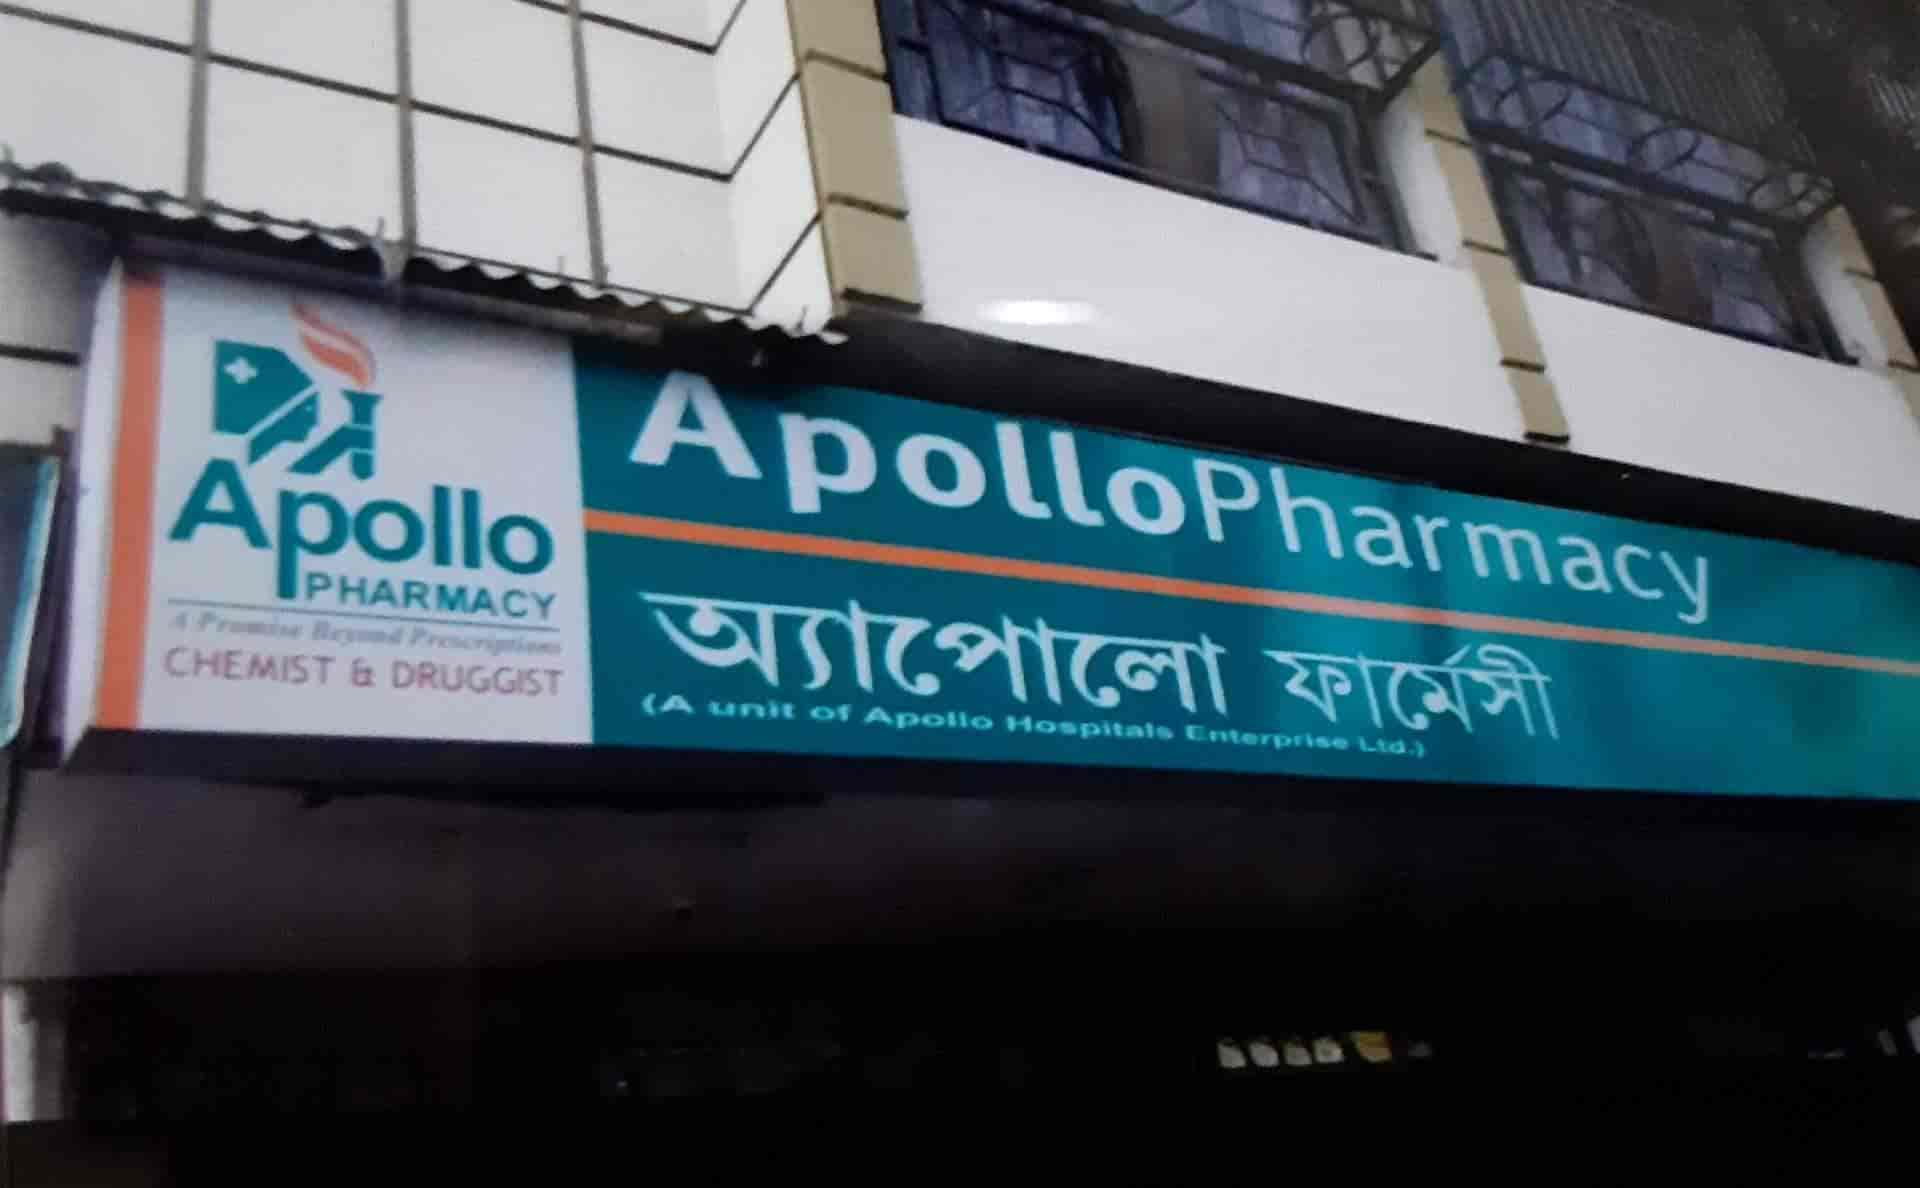 Apollo
PHARMACY
A Promise Beyond Prescriptions
CHEMIST & DRUGGIST
ApolloPharmacy
অ্যাপোলো ফার্মেসী
(A unit of Apollo Hospitals Enterprise Ltd.)